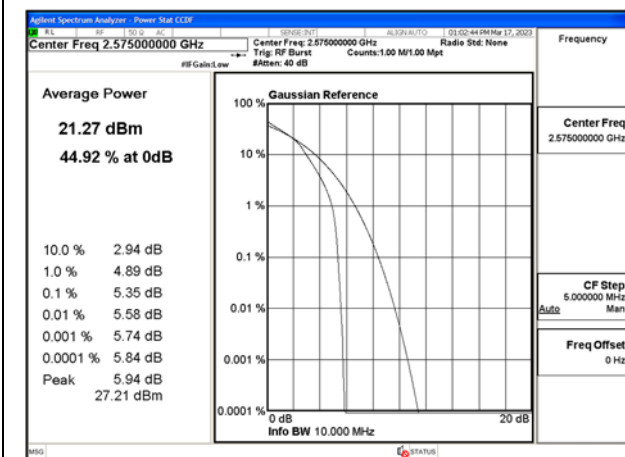 Agilent Spectrum Analyzer - Power Stat CCDF
RL RF 50 Ω AC SENSE:INT ALIGN AUTO 01:02:44 PM Mar 17, 2023
Center Freq 2.575000000 GHz
Center Freq: 2.575000000 GHz Radio Std: None
Trig: RF Burst Counts:1.00 M/1.00 Mpt
#IFGain:Low #Atten: 40 dB
Frequency
Average Power
21.27 dBm
44.92 % at 0dB
10.0 % 2.94 dB
1.0 % 4.89 dB
0.1 % 5.35 dB
0.01 % 5.58 dB
0.001 % 5.74 dB
0.0001 % 5.84 dB
Peak 5.94 dB
27.21 dBm
Gaussian Reference
100 %
10 %
1 %
0.1 %
0.01 %
0.001 %
0.0001 %
0 dB 20 dB
Info BW 10.000 MHz
Center Freq
2.575000000 GHz
CF Step
5.000000 MHz
Auto Man
Freq Offset
0 Hz
MSG STATUS